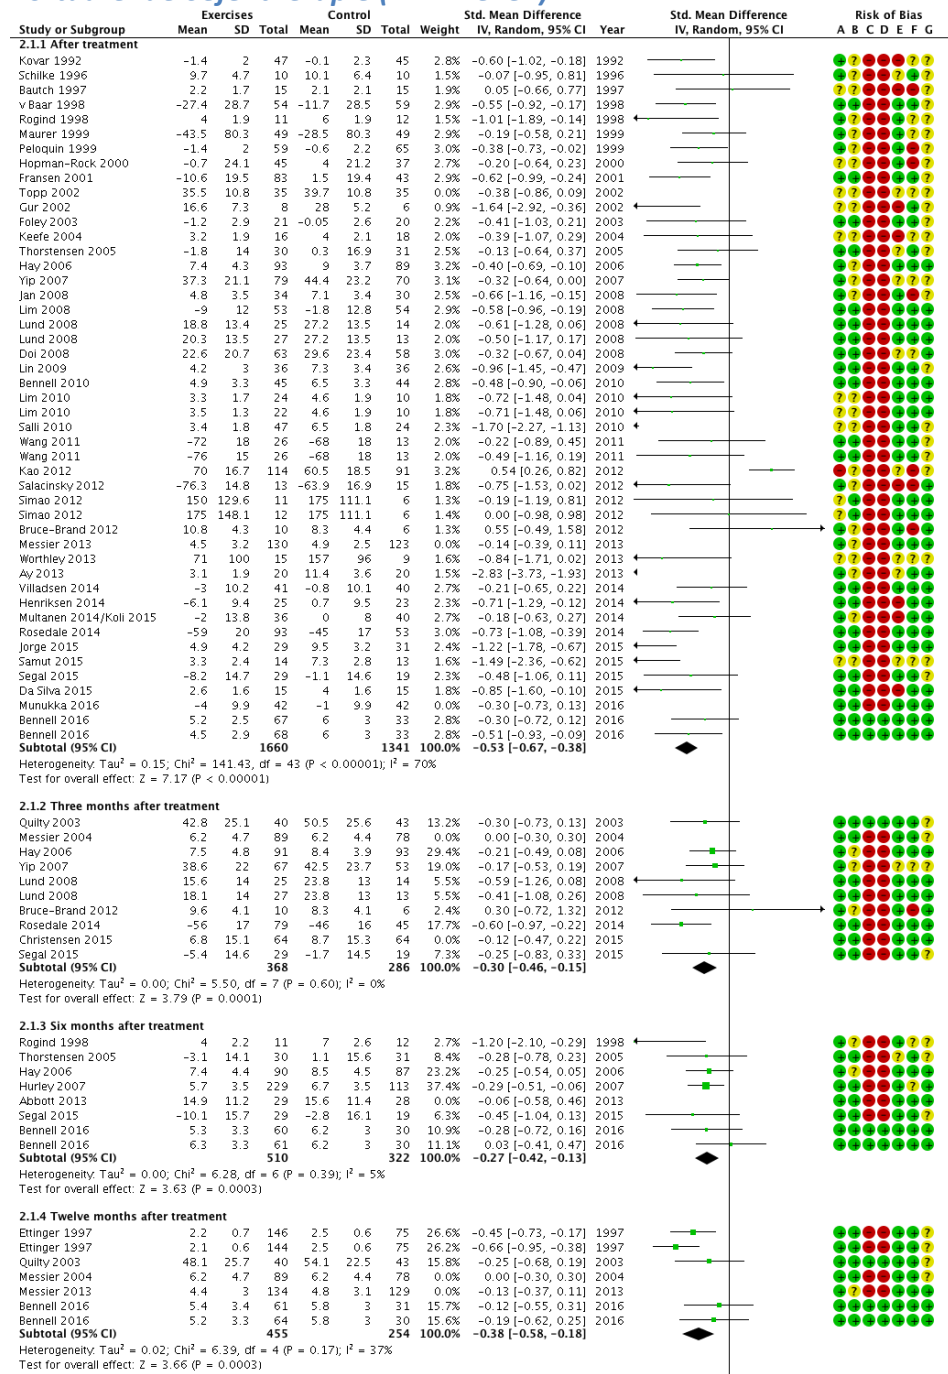 Exercises Control Std. Mean Difference Std. Mean Difference Risk of Bias
Study or Subgroup Mean SD Total Mean SD Total Weight IV, Random, 95% CI Year IV, Random, 95% CI A B C D E F G
2.1.1 After treatment
Kovar 1992 -1.4 2 47 -0.1 2.3 45 2.8% -0.60 [-1.02, -0.18] 1992
Schilke 1996 9.7 4.7 10 10.1 6.4 10 1.6% -0.07 [-0.95, 0.81] 1996
Bautch 1997 2.2 1.7 15 2.1 2.1 15 2.0% 0.05 [-0.66, 0.77] 1997
v Baar 1998 -27.4 28.7 54 -11.7 28.5 59 2.9% -0.55 [-0.92, -0.17] 1998
Rogind 1998 4 1.9 11 6 1.9 12 1.6% -1.01 [-1.89, -0.14] 1998
Maurer 1999 -43.5 80.3 49 -28.5 80.3 49 2.9% -0.19 [-0.58, 0.21] 1999
Peloquin 1999 -1.4 2 59 -0.6 2.2 65 3.0% -0.38 [-0.73, -0.02] 1999
Hopman-Rock 2000 -0.7 24.1 45 4 21.2 37 2.8% -0.20 [-0.64, 0.23] 2000
Fransen 2001 -10.6 19.5 83 1.5 19.4 43 2.9% -0.62 [-0.99, -0.24] 2001
Topp 2002 35.5 10.8 35 39.7 10.8 35 0.0% -0.38 [-0.86, 0.09] 2002
Gur 2002 16.6 7.3 8 28 5.2 6 0.9% -1.64 [-2.92, -0.36] 2002
Foley 2003 -1.2 2.9 21 -0.05 2.6 20 2.2% -0.41 [-1.03, 0.21] 2003
Keefe 2004 3.2 1.9 16 4 2.1 18 2.1% -0.39 [-1.07, 0.29] 2004
Thorstensen 2005 -1.8 14 30 0.3 16.9 31 2.5% -0.13 [-0.64, 0.37] 2005
Hay 2006 7.4 4.3 93 9 3.7 89 3.2% -0.40 [-0.69, -0.10] 2006
Yip 2007 37.3 21.1 79 44.4 23.2 70 3.1% -0.32 [-0.64, 0.00] 2007
Jan 2008 4.8 3.5 34 7.1 3.4 30 2.5% -0.66 [-1.16, -0.15] 2008
Lim 2008 -9 12 53 -1.8 12.8 54 2.9% -0.58 [-0.96, -0.19] 2008
Lund 2008 18.8 13.4 25 27.2 13.5 14 2.1% -0.61 [-1.28, 0.06] 2008
Lund 2008 20.3 13.5 27 27.2 13.5 13 2.1% -0.50 [-1.17, 0.17] 2008
Doi 2008 22.6 20.7 63 29.6 23.4 58 3.0% -0.32 [-0.67, 0.04] 2008
Lin 2009 4.2 3 36 7.3 3.4 36 2.6% -0.96 [-1.45, -0.47] 2009
Bennell 2010 4.9 3.3 45 6.5 3.3 44 2.8% -0.48 [-0.90, -0.06] 2010
Lim 2010 3.3 1.7 24 4.6 1.9 10 1.8% -0.72 [-1.48, 0.04] 2010
Lim 2010 3.5 1.3 22 4.6 1.9 10 1.8% -0.71 [-1.48, 0.06] 2010
Salli 2010 3.4 1.8 47 6.5 1.8 24 2.3% -1.70 [-2.27, -1.13] 2010
Wang 2011 -72 18 26 -68 18 13 2.1% -0.22 [-0.89, 0.45] 2011
Wang 2011 -76 15 26 -68 18 13 2.1% -0.49 [-1.16, 0.19] 2011
Kao 2012 70 16.7 114 60.5 18.5 91 3.2% 0.54 [0.26, 0.82] 2012
Salacinsky 2012 -76.3 14.8 13 -63.9 16.9 15 1.8% -0.75 [-1.53, 0.02] 2012
Simao 2012 150 129.6 11 175 111.1 6 1.4% -0.19 [-1.19, 0.81] 2012
Simao 2012 175 148.1 12 175 111.1 6 1.4% 0.00 [-0.98, 0.98] 2012
Bruce-Brand 2012 10.8 4.3 10 8.3 4.4 6 1.3% 0.55 [-0.49, 1.58] 2012
Messier 2013 4.5 3.2 130 4.9 2.5 123 0.0% -0.14 [-0.39, 0.11] 2013
Worthley 2013 71 100 15 157 96 9 1.6% -0.84 [-1.71, 0.02] 2013
Ay 2013 3.1 1.9 20 11.4 3.6 20 1.5% -2.83 [-3.73, -1.93] 2013
Villadsen 2014 -3 10.2 41 -0.8 10.1 40 2.7% -0.21 [-0.65, 0.22] 2014
Henriksen 2014 -6.1 9.4 25 0.7 9.5 23 2.3% -0.71 [-1.29, -0.12] 2014
Multanen 2014/Koli 2015 -2 13.8 36 0 8 40 2.7% -0.18 [-0.63, 0.27] 2014
Rosedale 2014 -59 20 93 -45 17 53 3.0% -0.73 [-1.08, -0.39] 2014
Jorge 2015 4.9 4.2 29 9.5 3.2 31 2.4% -1.22 [-1.78, -0.67] 2015
Samut 2015 3.3 2.4 14 7.3 2.8 13 1.6% -1.49 [-2.36, -0.62] 2015
Segal 2015 -8.2 14.7 29 -1.1 14.6 19 2.3% -0.48 [-1.06, 0.11] 2015
Da Silva 2015 2.6 1.6 15 4 1.6 15 1.8% -0.85 [-1.60, -0.10] 2015
Munukka 2016 -4 9.9 42 -1 9.9 42 2.8% -0.30 [-0.73, 0.13] 2016
Bennell 2016 5.2 2.5 67 6 3 33 2.8% -0.30 [-0.72, 0.12] 2016
Bennell 2016 4.5 2.9 68 6 3 33 2.8% -0.51 [-0.93, -0.09] 2016
Subtotal (95% CI) 1660 1341 100.0% -0.53 [-0.67, -0.38]
Heterogeneity: Tau² = 0.15; Chi² = 141.43, df = 43 (P < 0.00001); I² = 70%
Test for overall effect: Z = 7.17 (P < 0.00001)
2.1.2 Three months after treatment
Quilty 2003 42.8 25.1 40 50.5 25.6 43 13.2% -0.30 [-0.73, 0.13] 2003
Messier 2004 6.2 4.7 89 6.2 4.4 78 0.0% 0.00 [-0.30, 0.30] 2004
Hay 2006 7.5 4.8 91 8.4 3.9 93 29.4% -0.21 [-0.49, 0.08] 2006
Yip 2007 38.6 22 67 42.5 23.7 53 19.0% -0.17 [-0.53, 0.19] 2007
Lund 2008 15.6 14 25 23.8 13 14 5.5% -0.59 [-1.26, 0.08] 2008
Lund 2008 18.1 14 27 23.8 13 13 5.5% -0.41 [-1.08, 0.26] 2008
Bruce-Brand 2012 9.6 4.1 10 8.3 4.1 6 2.4% 0.30 [-0.72, 1.32] 2012
Rosedale 2014 -56 17 79 -46 16 45 17.7% -0.60 [-0.97, -0.22] 2014
Christensen 2015 6.8 15.1 64 8.7 15.3 64 0.0% -0.12 [-0.47, 0.22] 2015
Segal 2015 -5.4 14.6 29 -1.7 14.5 19 7.3% -0.25 [-0.83, 0.33] 2015
Subtotal (95% CI) 368 286 100.0% -0.30 [-0.46, -0.15]
Heterogeneity: Tau² = 0.00; Chi² = 5.50, df = 7 (P = 0.60); I² = 0%
Test for overall effect: Z = 3.79 (P = 0.0001)
2.1.3 Six months after treatment
Rogind 1998 4 2.2 11 7 2.6 12 2.7% -1.20 [-2.10, -0.29] 1998
Thorstensen 2005 -3.1 14.1 30 1.1 15.6 31 8.4% -0.28 [-0.78, 0.23] 2005
Hay 2006 7.4 4.4 90 8.5 4.5 87 23.2% -0.25 [-0.54, 0.05] 2006
Hurley 2007 5.7 3.5 229 6.7 3.5 113 37.4% -0.29 [-0.51, -0.06] 2007
Abbott 2013 14.9 11.2 29 15.6 11.4 28 0.0% -0.06 [-0.58, 0.46] 2013
Segal 2015 -10.1 15.7 29 -2.8 16.1 19 6.3% -0.45 [-1.04, 0.13] 2015
Bennell 2016 5.3 3.3 60 6.2 3 30 10.9% -0.28 [-0.72, 0.16] 2016
Bennell 2016 6.3 3.3 61 6.2 3 30 11.1% 0.03 [-0.41, 0.47] 2016
Subtotal (95% CI) 510 322 100.0% -0.27 [-0.42, -0.13]
Heterogeneity: Tau² = 0.00; Chi² = 6.28, df = 6 (P = 0.39); I² = 5%
Test for overall effect: Z = 3.63 (P = 0.0003)
2.1.4 Twelve months after treatment
Ettinger 1997 2.2 0.7 146 2.5 0.6 75 26.6% -0.45 [-0.73, -0.17] 1997
Ettinger 1997 2.1 0.6 144 2.5 0.6 75 26.2% -0.66 [-0.95, -0.38] 1997
Quilty 2003 48.1 25.7 40 54.1 22.5 43 15.8% -0.25 [-0.68, 0.19] 2003
Messier 2004 6.2 4.7 89 6.2 4.4 78 0.0% 0.00 [-0.30, 0.30] 2004
Messier 2013 4.4 3 134 4.8 3.1 129 0.0% -0.13 [-0.37, 0.11] 2013
Bennell 2016 5.4 3.4 61 5.8 3 31 15.7% -0.12 [-0.55, 0.31] 2016
Bennell 2016 5.2 3.3 64 5.8 3 30 15.7% -0.19 [-0.62, 0.25] 2016
Subtotal (95% CI) 455 254 100.0% -0.38 [-0.58, -0.18]
Heterogeneity: Tau² = 0.02; Chi² = 6.39, df = 4 (P = 0.17); I² = 37%
Test for overall effect: Z = 3.66 (P = 0.0003)